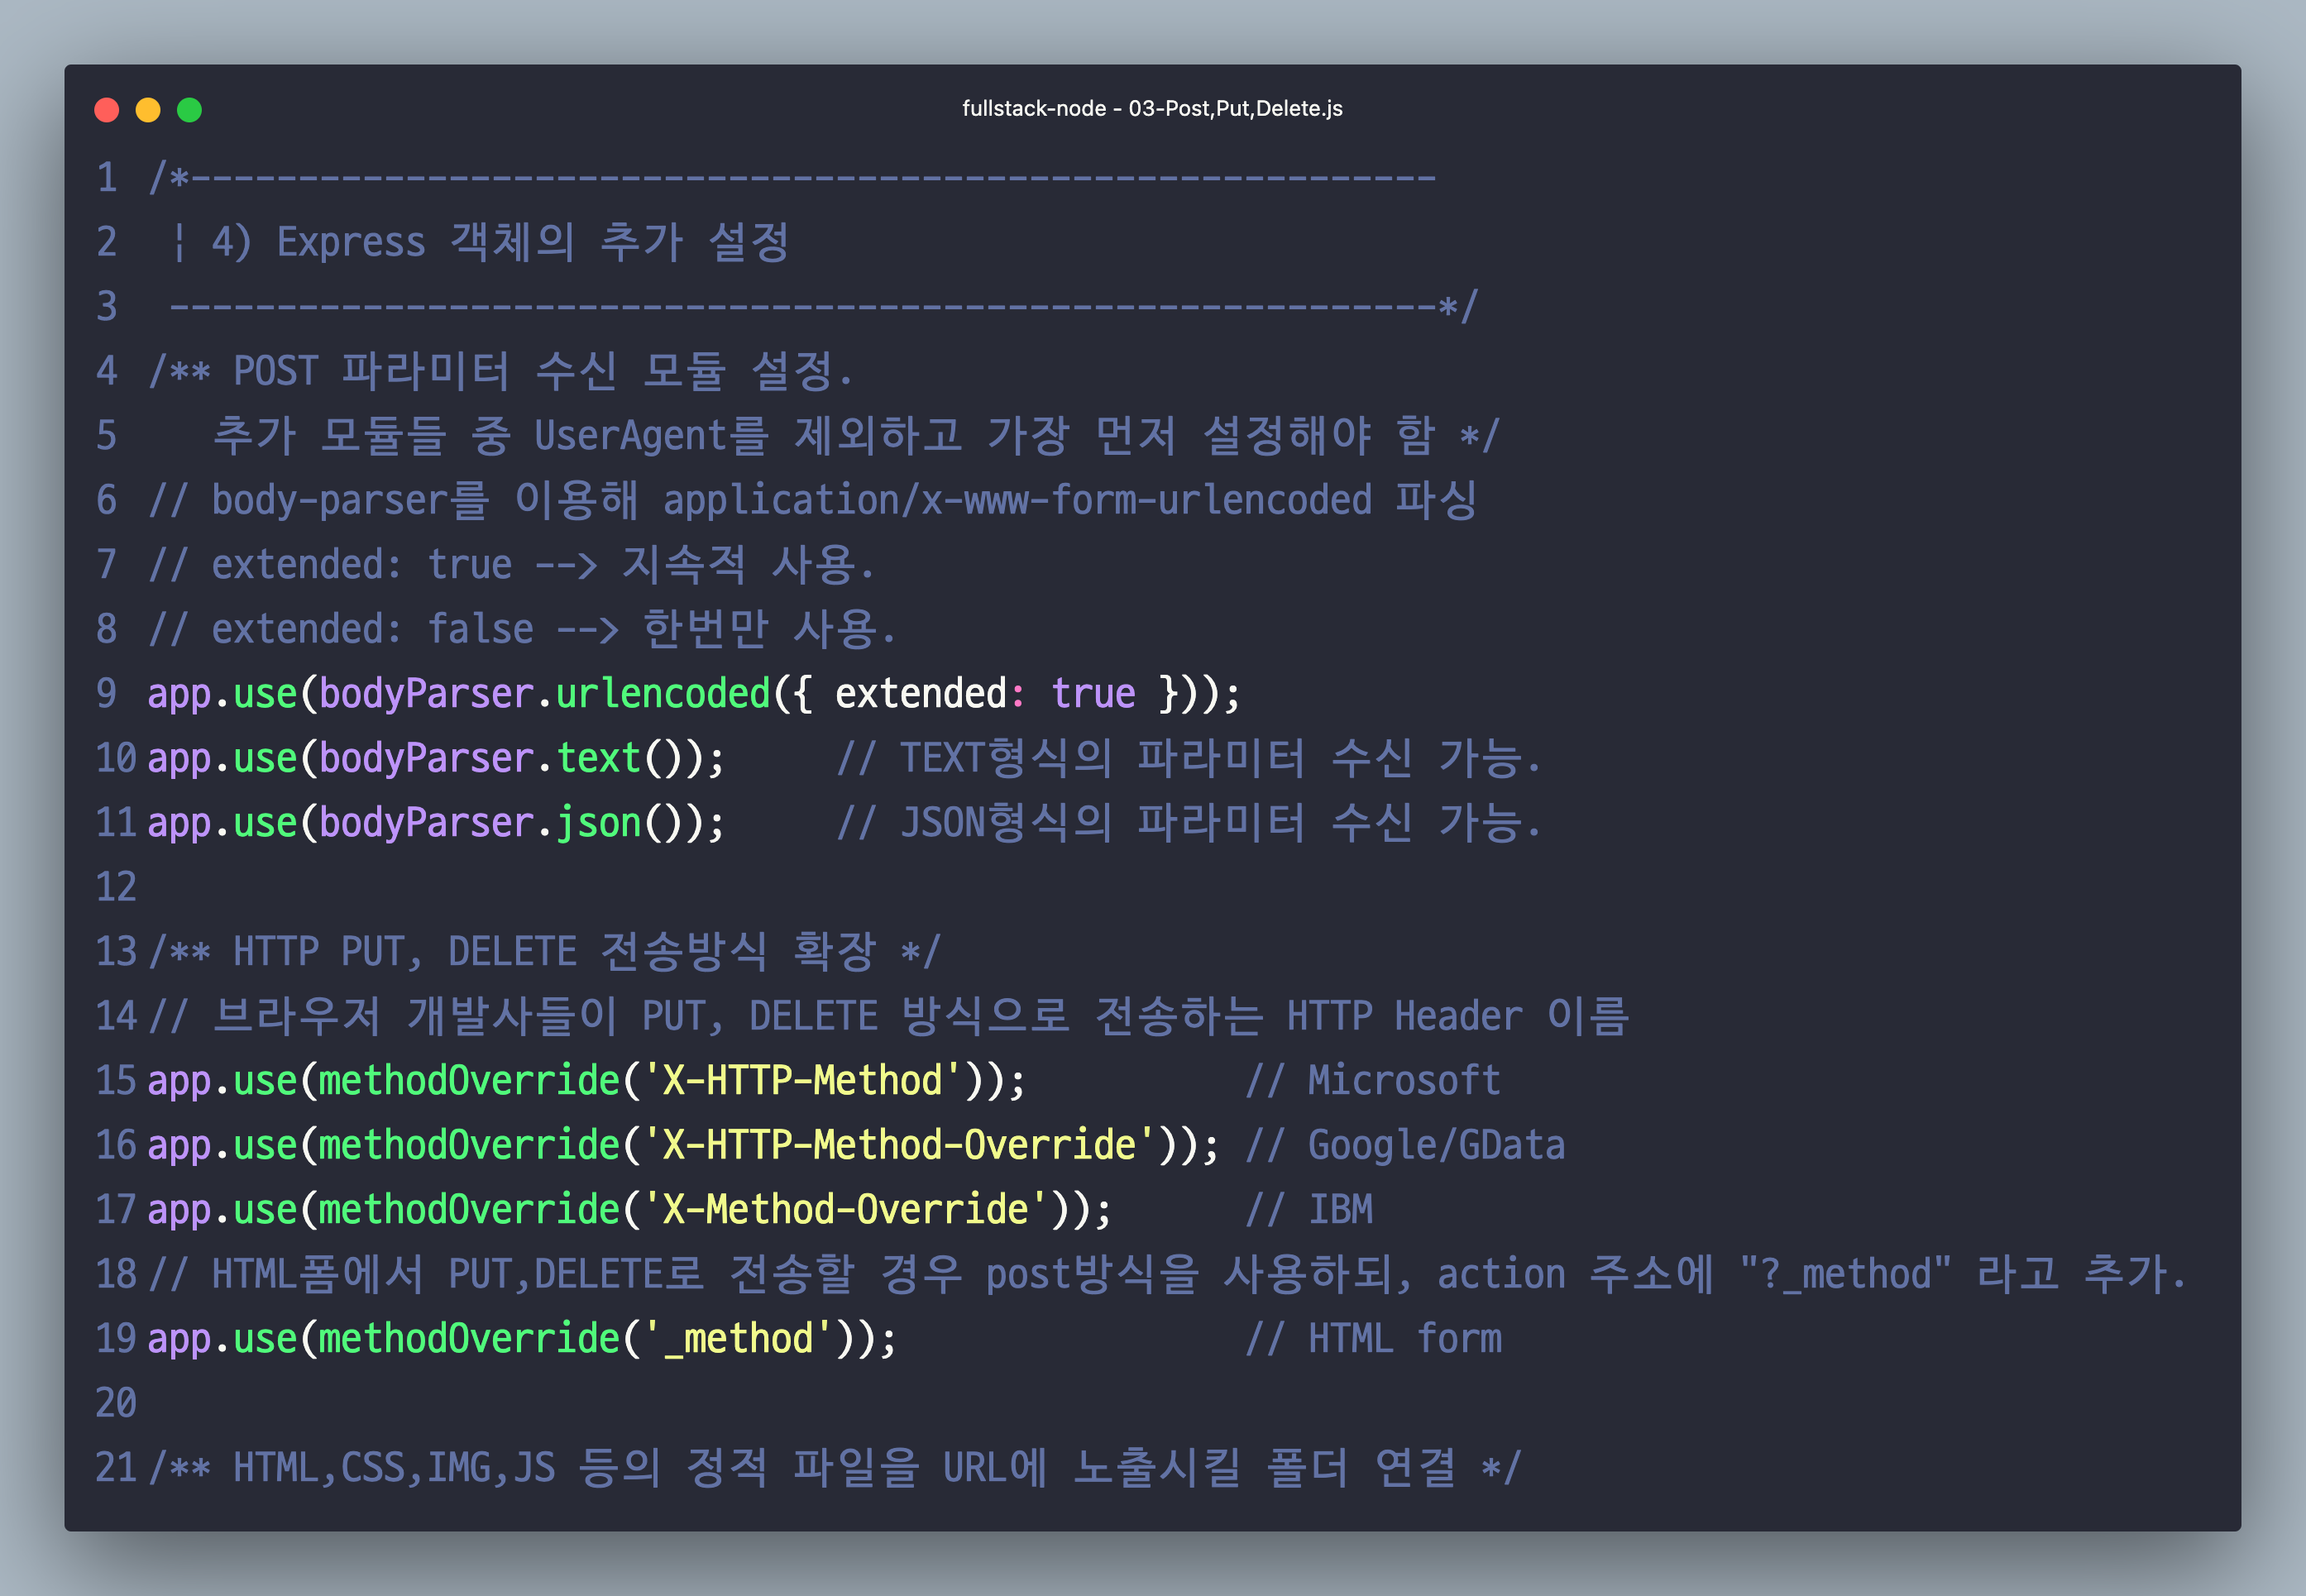 fullstack-node - 03-Post,Put,Delete.js
1 /*----------------------------------------------------------
2  | 4) Express 객체의 추가 설정
3  -----------------------------------------------------------*/
4 /** POST 파라미터 수신 모듈 설정.
5    추가 모듈들 중 UserAgent를 제외하고 가장 먼저 설정해야 함 */
6 // body-parser를 이용해 application/x-www-form-urlencoded 파싱
7 // extended: true --> 지속적 사용.
8 // extended: false --> 한번만 사용.
9 app.use(bodyParser.urlencoded({ extended: true }));
10 app.use(bodyParser.text());     // TEXT형식의 파라미터 수신 가능.
11 app.use(bodyParser.json());     // JSON형식의 파라미터 수신 가능.
12
13 /** HTTP PUT, DELETE 전송방식 확장 */
14 // 브라우저 개발사들이 PUT, DELETE 방식으로 전송하는 HTTP Header 이름
15 app.use(methodOverride('X-HTTP-Method'));          // Microsoft
16 app.use(methodOverride('X-HTTP-Method-Override')); // Google/GData
17 app.use(methodOverride('X-Method-Override'));      // IBM
18 // HTML폼에서 PUT,DELETE로 전송할 경우 post방식을 사용하되, action 주소에 "?_method" 라고 추가.
19 app.use(methodOverride('_method'));                // HTML form
20
21 /** HTML,CSS,IMG,JS 등의 정적 파일을 URL에 노출시킬 폴더 연결 */